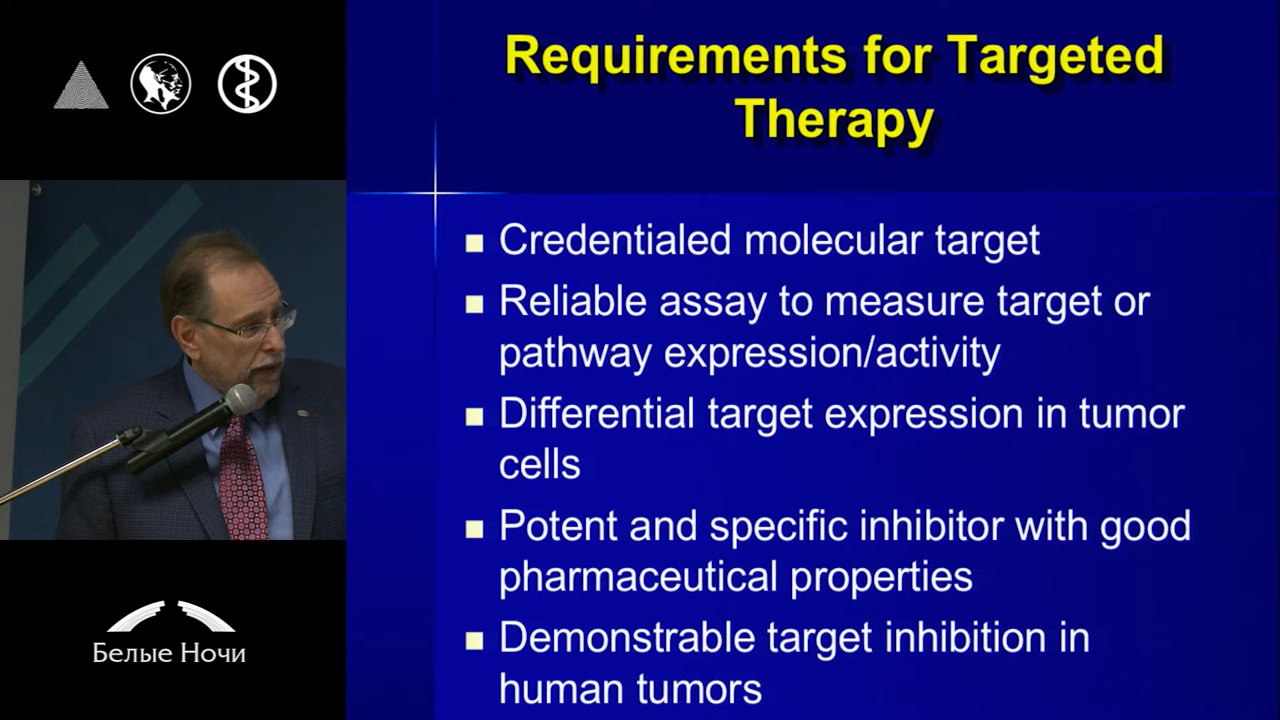 Requirements for Targeted
Therapy
Credentialed molecular target
Reliable assay to measure target or
pathway expression/activity
Differential target expression in tumor
cells
Potent and specific inhibitor with good
pharmaceutical properties
Demonstrable target inhibition in
human tumors
Белые Ночи